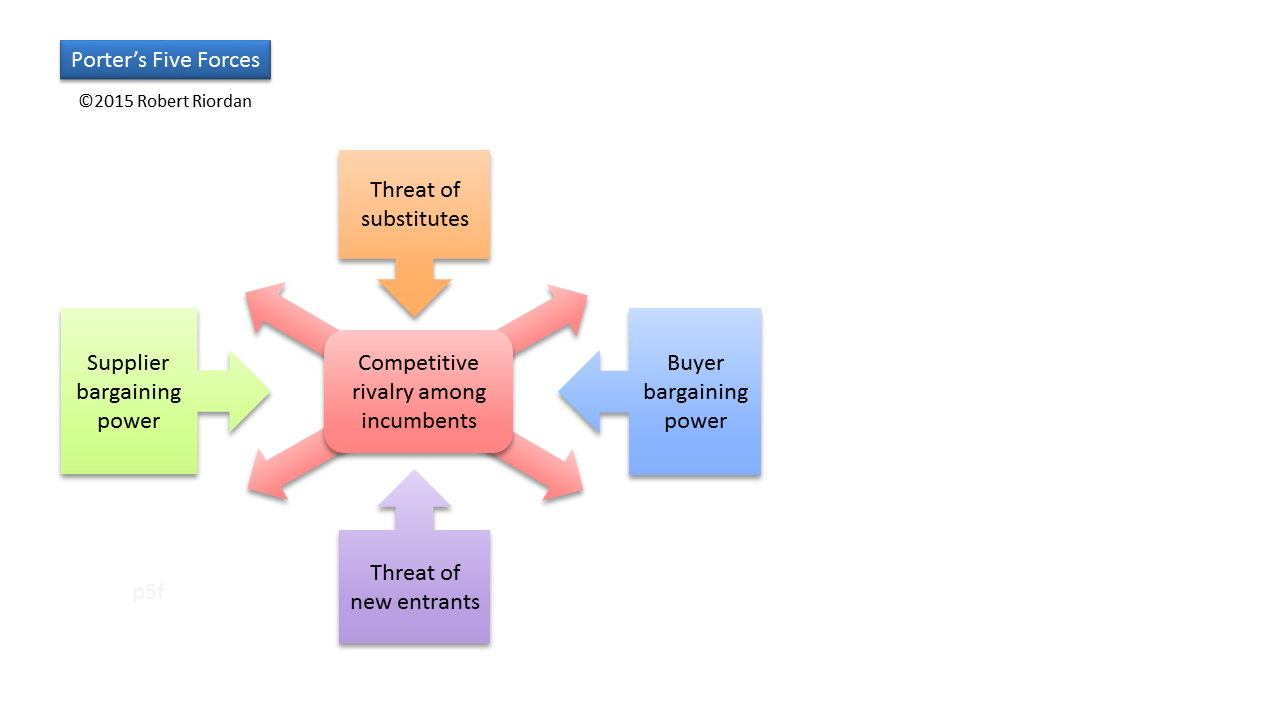 Porter’s Five Forces
©2015 Robert Riordan
Threat of
substitutes
Supplier
bargaining
power
Competitive
rivalry among
incumbents
Buyer
bargaining
power
Threat of
new entrants
p5f